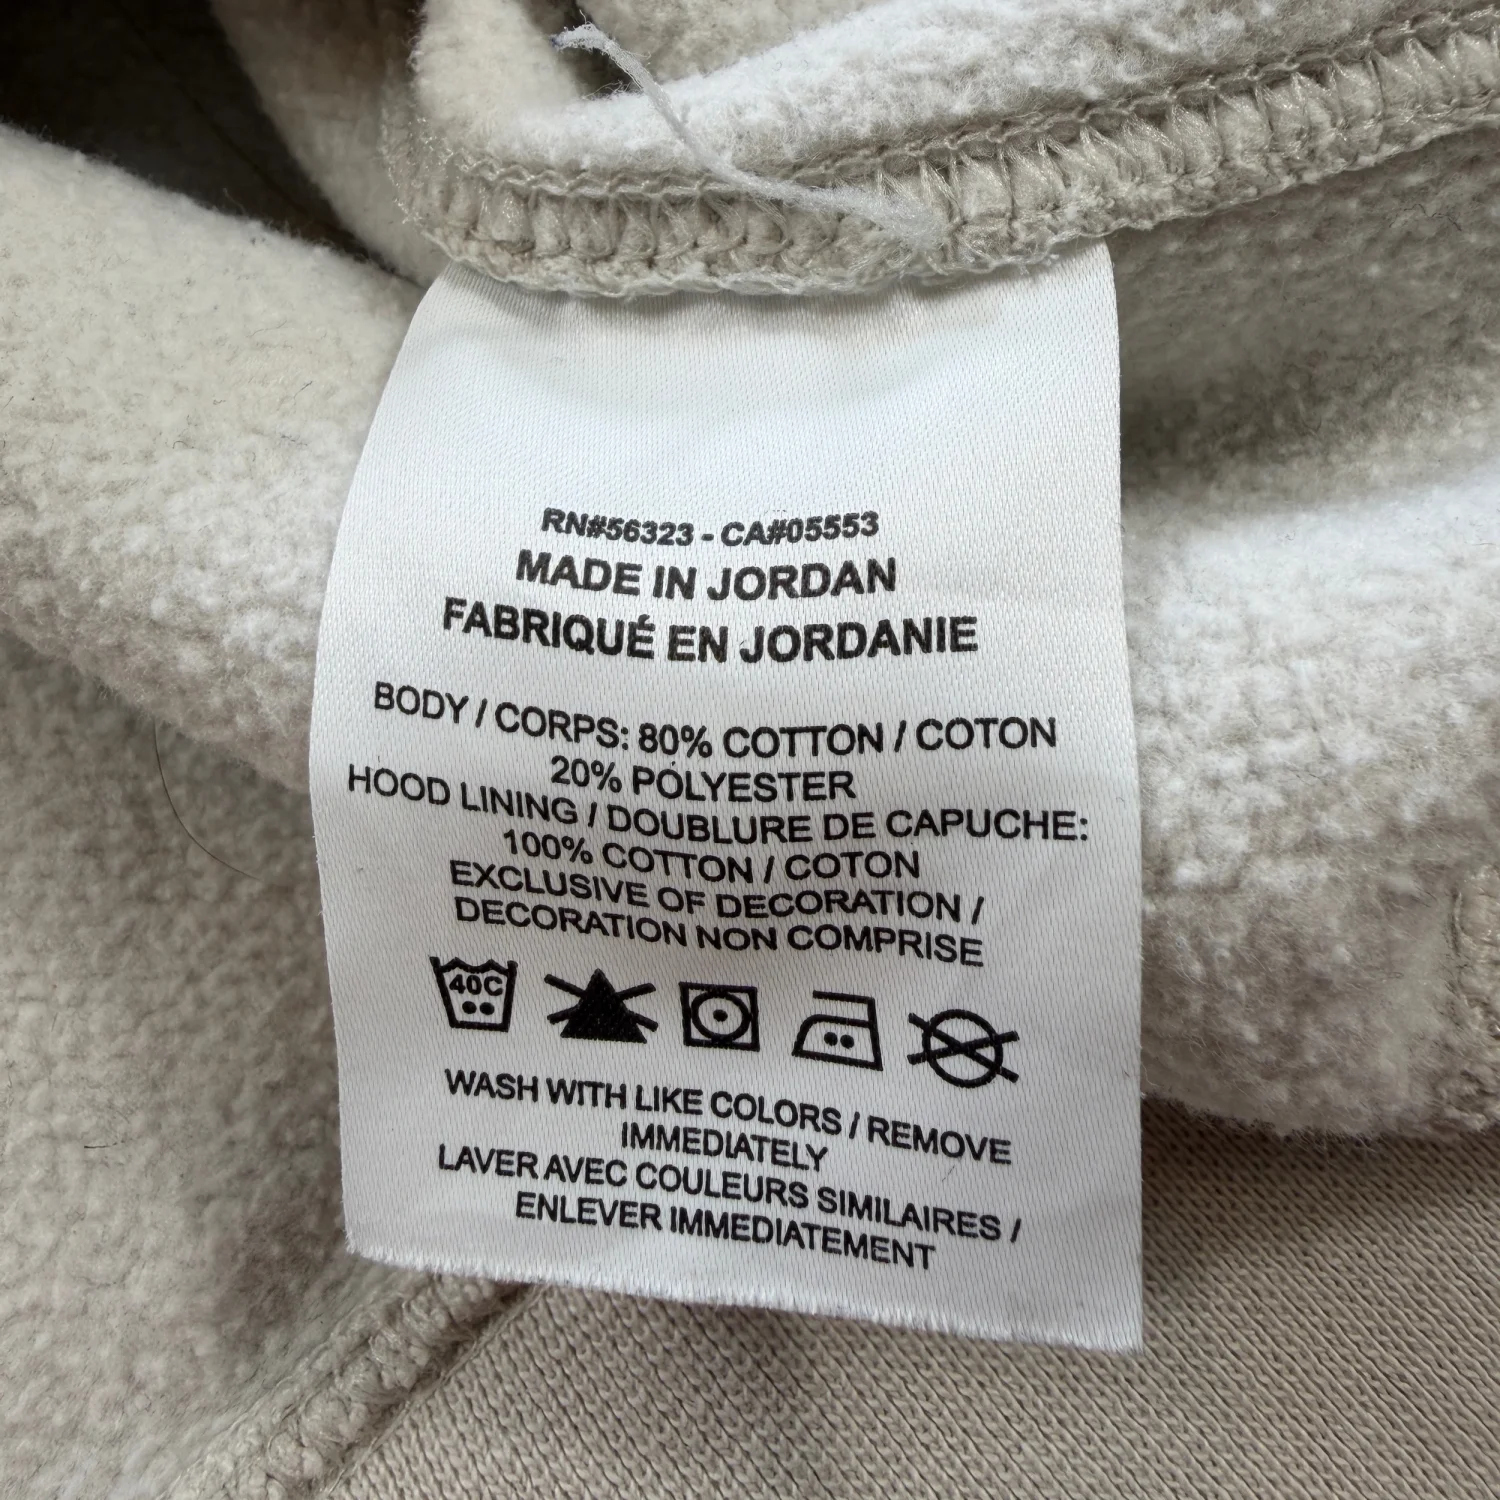 RN#56323 - CA#05553
MADE IN JORDAN
FABRIQUÉ EN JORDANIE
BODY / CORPS: 80% COTTON / COTON
20% POLYESTER
HOOD LINING / DOUBLURE DE CAPUCHE:
100% COTTON / COTON
EXCLUSIVE OF DECORATION /
DECORATION NON COMPRISE
40C
WASH WITH LIKE COLORS / REMOVE
IMMEDIATELY
LAVER AVEC COULEURS SIMILAIRES /
ENLEVER IMMEDIATEMENT